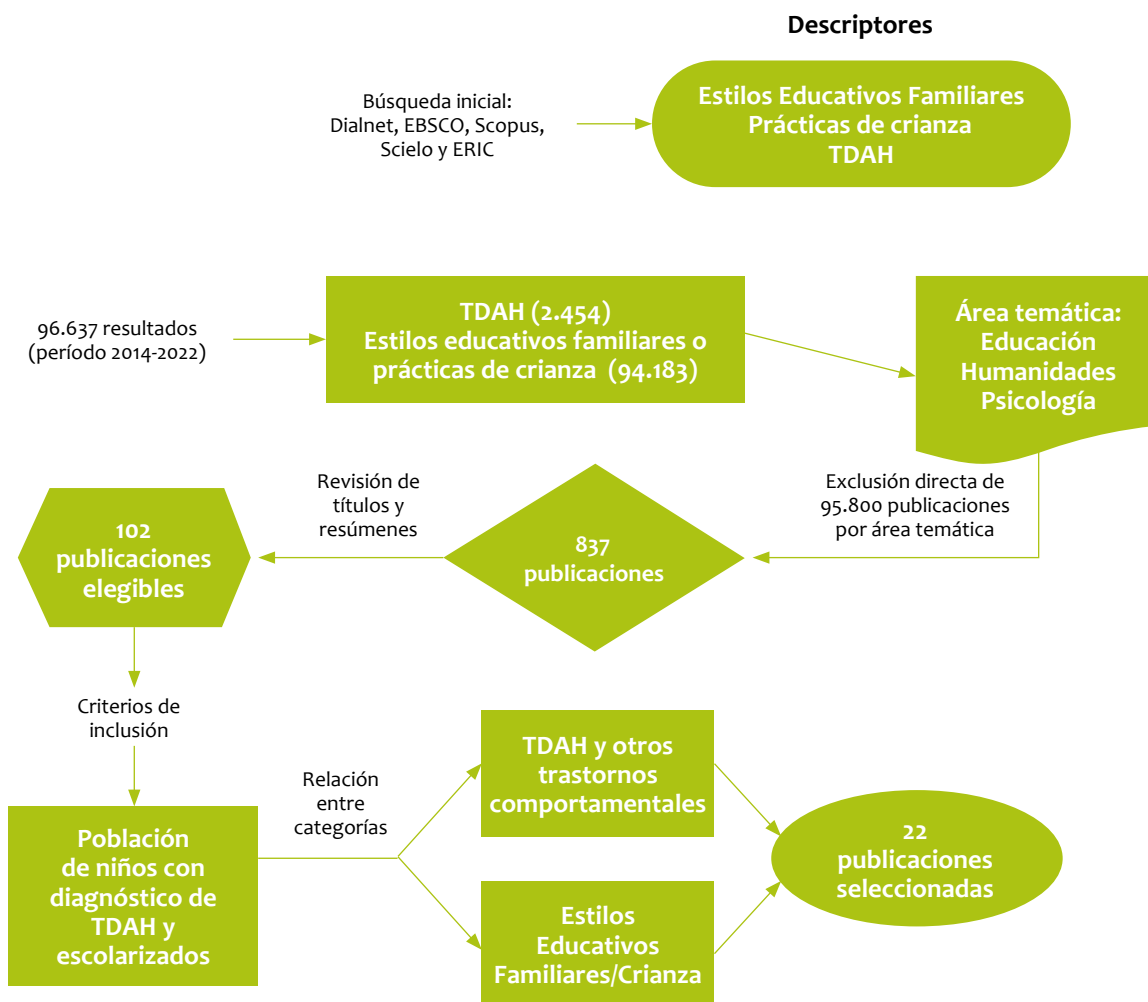 Descriptores
Búsqueda inicial:
Dialnet, EBSCO, Scopus,
Scielo y ERIC
Estilos Educativos Familiares
Prácticas de crianza
TDAH
96.637 resultados
(período 2014-2022)
TDAH (2.454)
Estilos educativos familiares o
prácticas de crianza (94.183)
Área temática:
Educación
Humanidades
Psicología
Exclusión directa de
95.800 publicaciones
por área temática
837
publicaciones
Revisión de
títulos y
resúmenes
102
publicaciones
elegibles
Criterios de
inclusión
Población
de niños con
diagnóstico de
TDAH y
escolarizados
Relación
entre
categorías
TDAH y otros
trastornos
comportamentales
Estilos
Educativos
Familiares/Crianza
22
publicaciones
seleccionadas